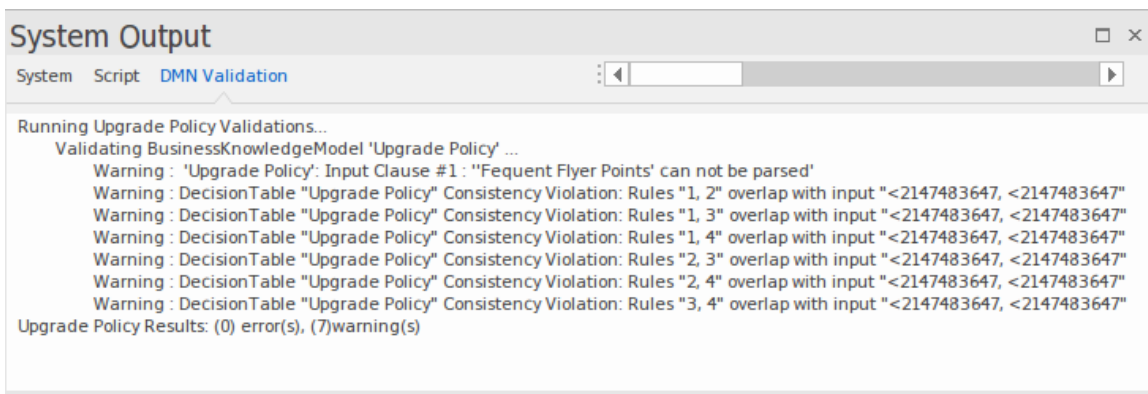 System Output
System Script DMN Validation
Running Upgrade Policy Validations...
Validating BusinessKnowledgeModel 'Upgrade Policy' ...
Warning : 'Upgrade Policy': Input Clause #1 : ''Fequent Flyer Points' can not be parsed'
Warning : DecisionTable "Upgrade Policy" Consistency Violation: Rules "1, 2" overlap with input "<2147483647, <2147483647"
Warning : DecisionTable "Upgrade Policy" Consistency Violation: Rules "1, 3" overlap with input "<2147483647, <2147483647"
Warning : DecisionTable "Upgrade Policy" Consistency Violation: Rules "1, 4" overlap with input "<2147483647, <2147483647"
Warning : DecisionTable "Upgrade Policy" Consistency Violation: Rules "2, 3" overlap with input "<2147483647, <2147483647"
Warning : DecisionTable "Upgrade Policy" Consistency Violation: Rules "2, 4" overlap with input "<2147483647, <2147483647"
Warning : DecisionTable "Upgrade Policy" Consistency Violation: Rules "3, 4" overlap with input "<2147483647, <2147483647"
Upgrade Policy Results: (0) error(s), (7)warning(s)